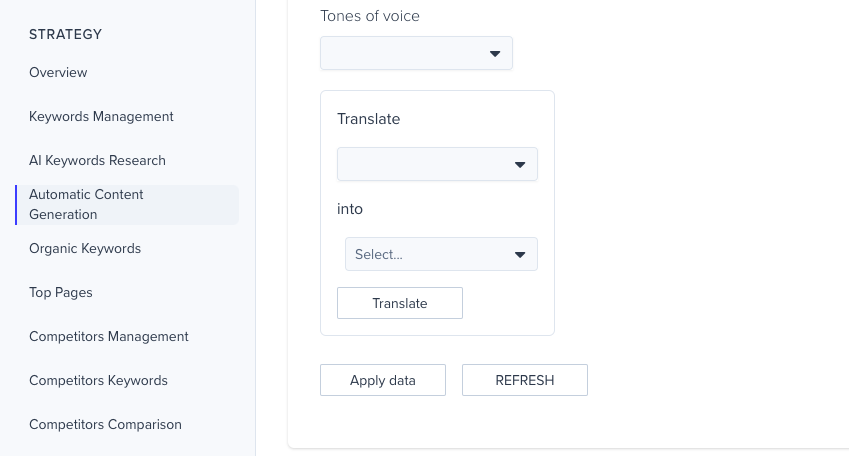 STRATEGY
Overview
Keywords Management
AI Keywords Research
Automatic Content
Generation
Organic Keywords
Top Pages
Competitors Management
Competitors Keywords
Competitors Comparison
Tones of voice
Translate
into
Select...
Translate
Apply data
REFRESH